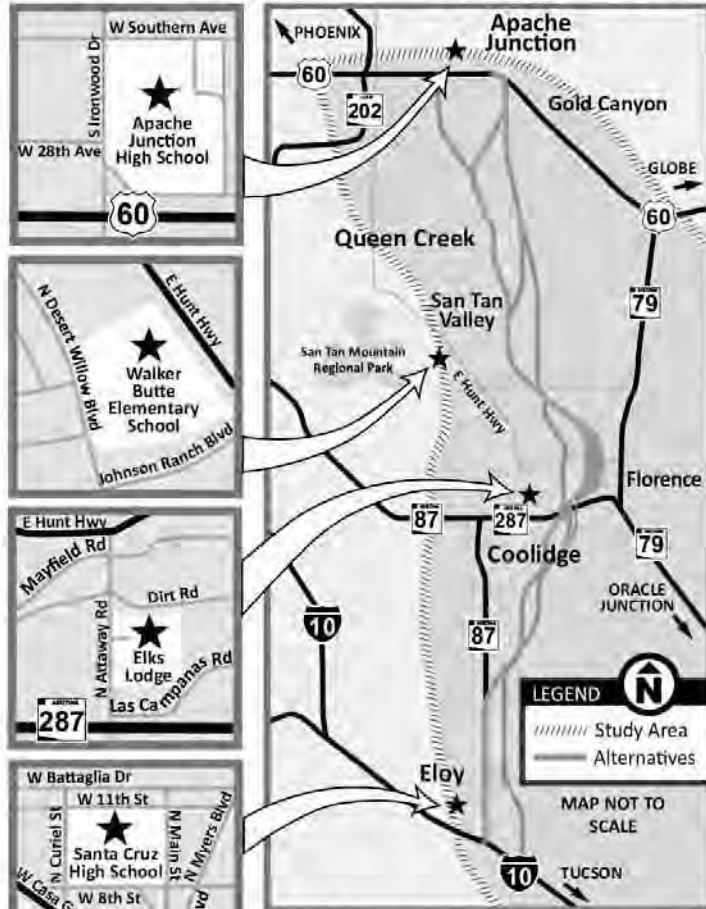 W Southern Ave
S Ironwood Dr
Apache
Junction
High School
W 28th Ave
60
N Desert Willow Blvd
E Hunt Hwy
Walker
Butte
Elementary
School
Johnson Ranch Blvd
E Hunt Hwy
Mayfield Rd
Dirt Rd
N Attaway Rd
Elks
Lodge
Las Campanas Rd
287
W Battaglia Dr
W 11th St
N Curiel St
N Main St
N Myers Blvd
Santa Cruz
High School
W 8th St
PHOENIX
Apache
Junction
60
202
Gold Canyon
GLOBE
60
Queen Creek
79
San Tan
Valley
San Tan Mountain
Regional Park
E Hunt Hwy
Florence
87
287
79
Coolidge
ORACLE
JUNCTION
10
87
LEGEND
N
Study Area
Alternatives
Eloy
MAP NOT TO
SCALE
10
TUCSON